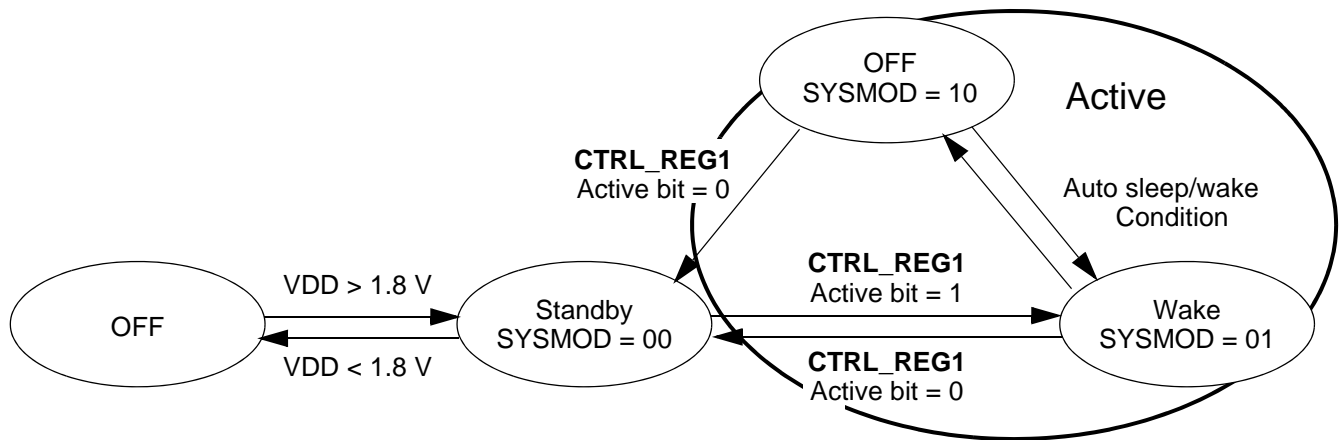 OFF
SYSMOD = 10
Active
CTRL_REG1
Active bit = 0
Auto sleep/wake
Condition
VDD > 1.8 V
CTRL_REG1
Active bit = 1
OFF
Standby
SYSMOD = 00
Wake
SYSMOD = 01
VDD < 1.8 V
CTRL_REG1
Active bit = 0